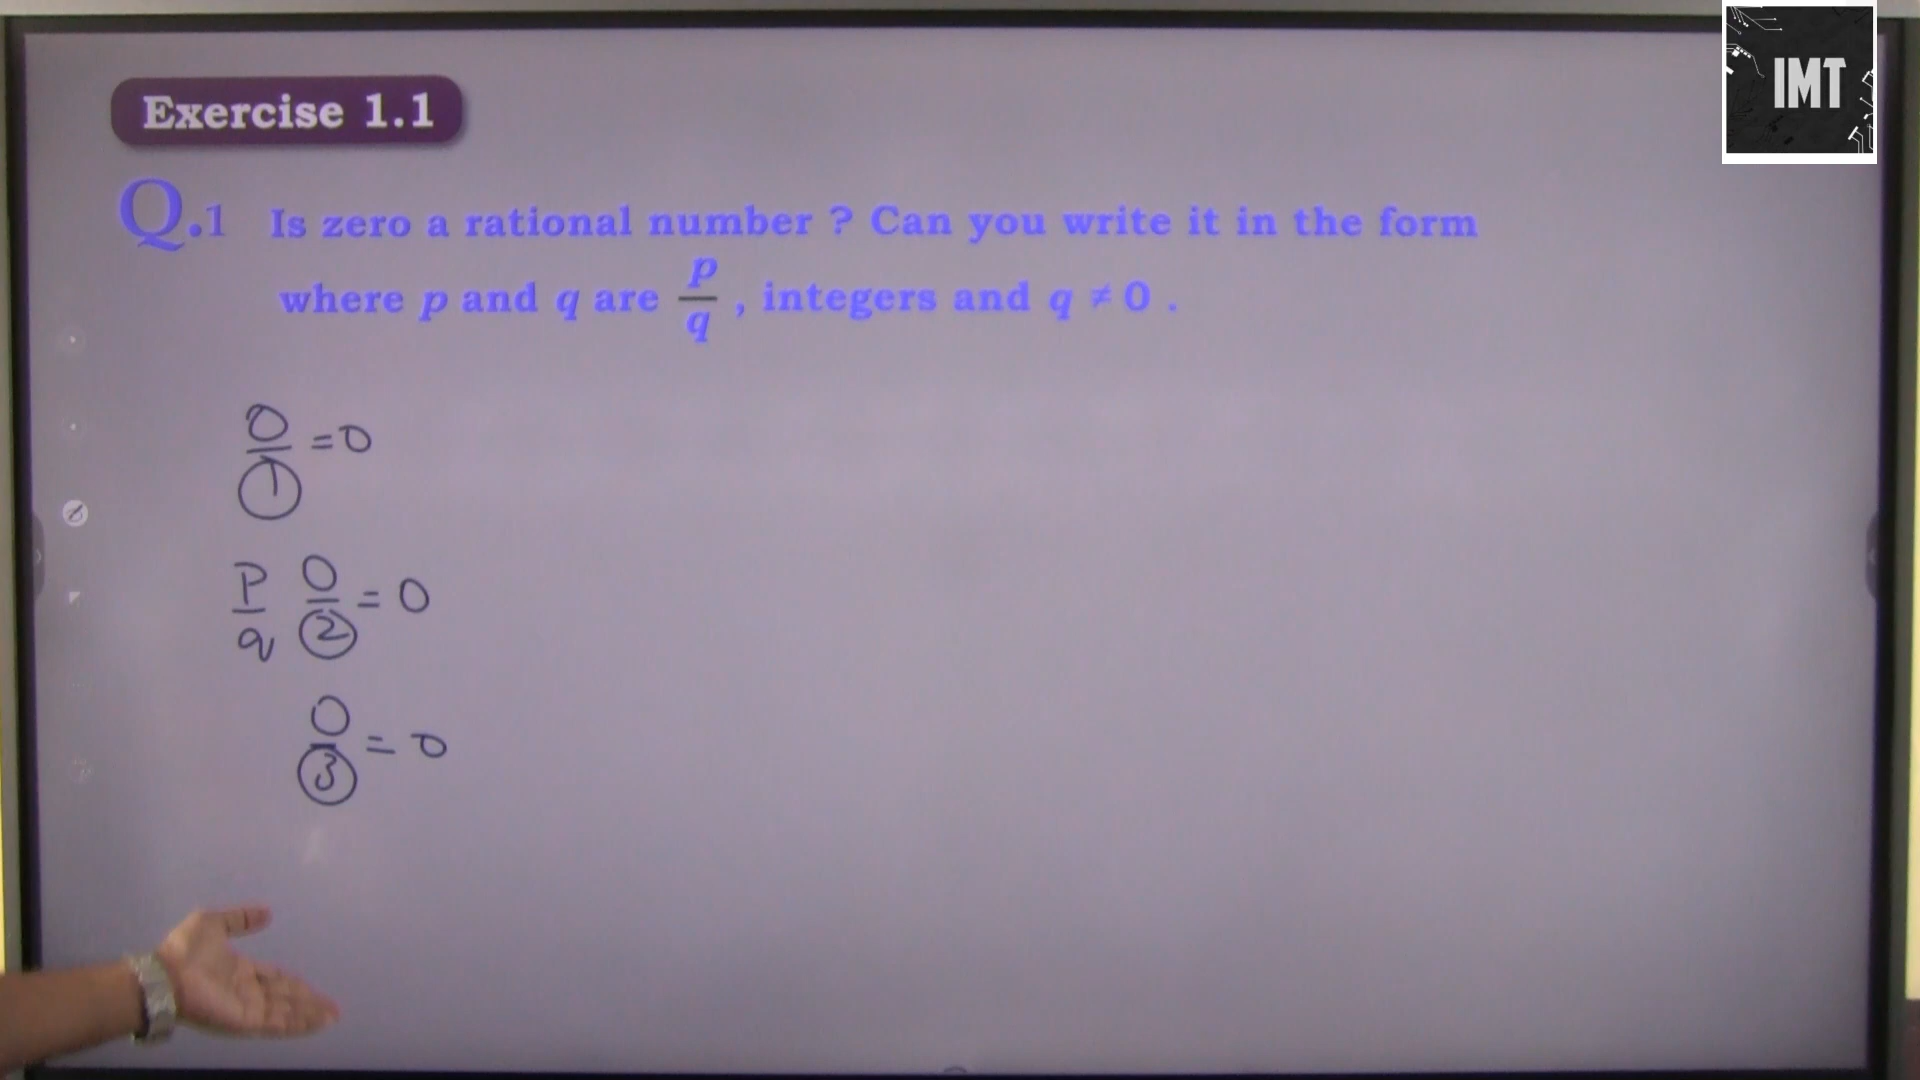 IMT
Exercise 1.1
Q.1 Is zero a rational number ? Can you write it in the form
where p and q are p/q , integers and q ≠ 0 .
0/1 = 0
P/q 0/2 = 0
0/3 = 0